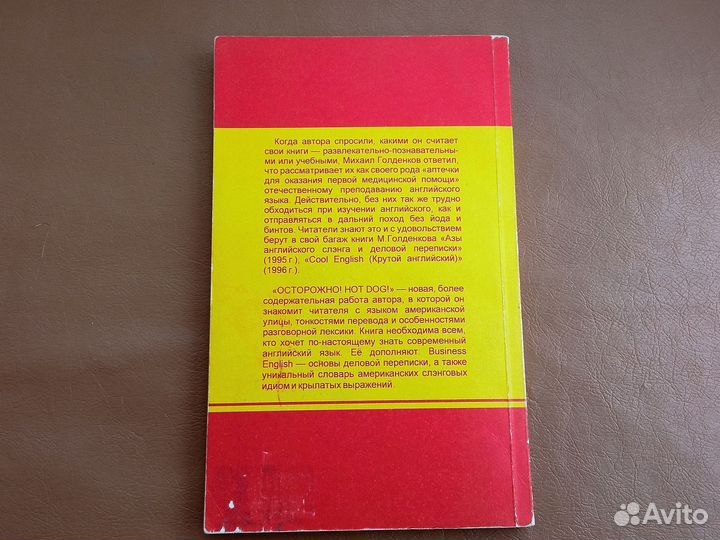 Когда автора спросили, какими он считает
свои книги — развлекательно-познавательны-
ми или учебными, Михаил Голденков ответил,
что рассматривает их как своего рода «аптечки
для оказания первой медицинской помощи»
отечественному преподаванию английского
языка. Действительно, без них так же трудно
обходиться при изучении английского, как и
отправляться в дальний поход без йода и
бинтов. Читатели знают это и с удовольствием
берут в свой багаж книги М.Голденкова «Азы
английского слэнга и деловой переписки»
(1995 г.), «Cool English (Крутой английский)»
(1996 г.).
«ОСТОРОЖНО! HOT DOG!» — новая, более
содержательная работа автора, в которой он
знакомит читателя с языком американской
улицы, тонкостями перевода и особенностями
разговорной лексики. Книга необходима всем,
кто хочет по-настоящему знать современный
английский язык. Её дополняют: Business
English — основы деловой переписки, а также
уникальный словарь американских слэнговых
идиом и крылатых выражений.
Avito